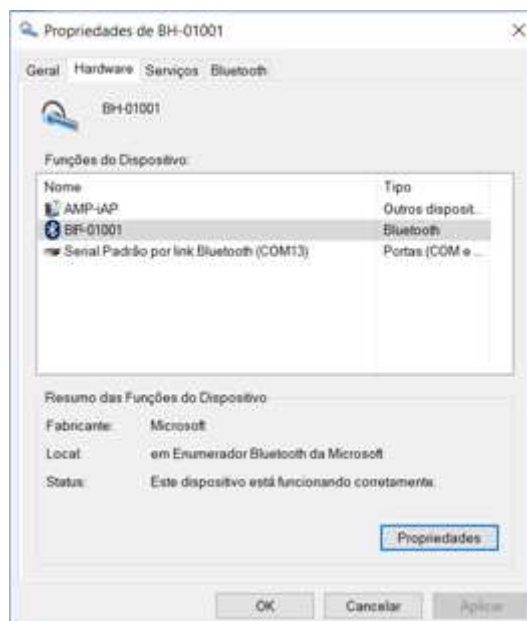 Propriedades de BH-01001
Geral Hardware Serviços Bluetooth
BH-01001
Funções do Dispositivo:
Nome Tipo
AMP-iAP Outros disposit...
BH-01001 Bluetooth
Serial Padrão por link Bluetooth (COM13) Portas (COM e ...
Resumo das Funções do Dispositivo
Fabricante: Microsoft
Local: em Enumerador Bluetooth da Microsoft
Status: Este dispositivo está funcionando corretamente.
Propriedades
OK Cancelar Aplicar